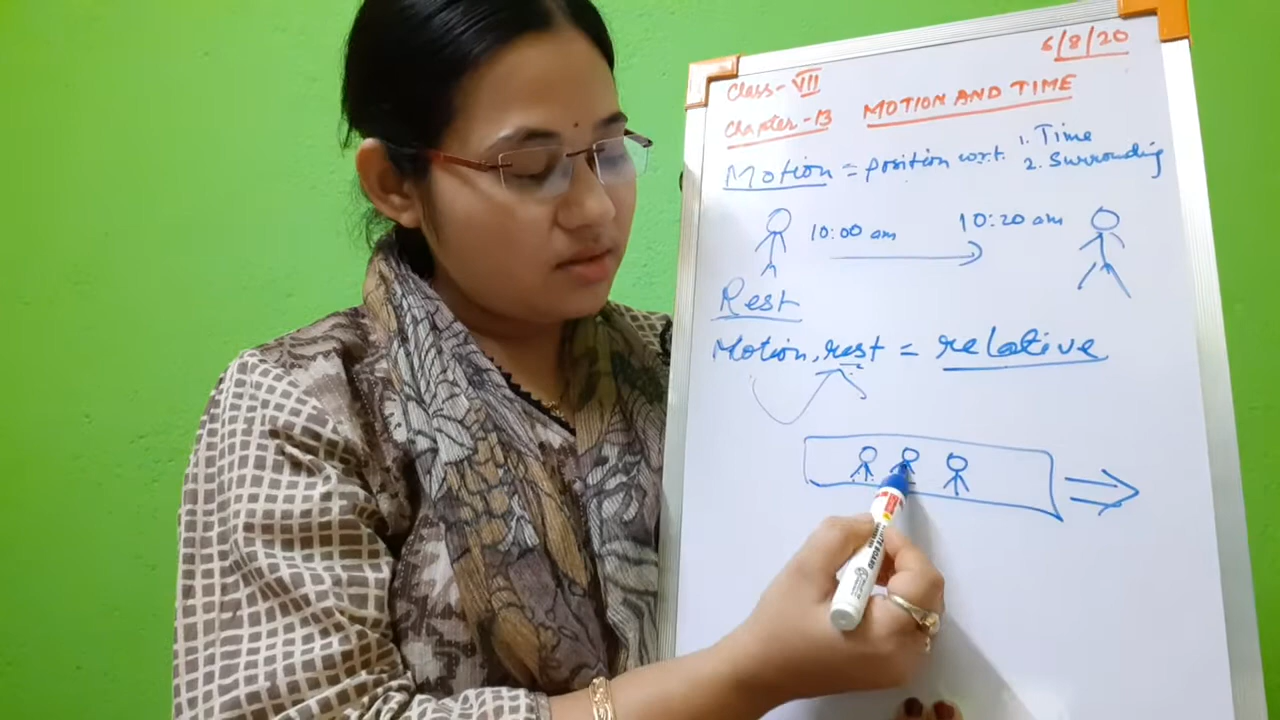 6/8/20
Class - VII
Chapter - 13 MOTION AND TIME
Motion = position w.r.t. 1. Time
2. Surrounding
10:00 am 10:20 am
Rest
Motion, rest = relative